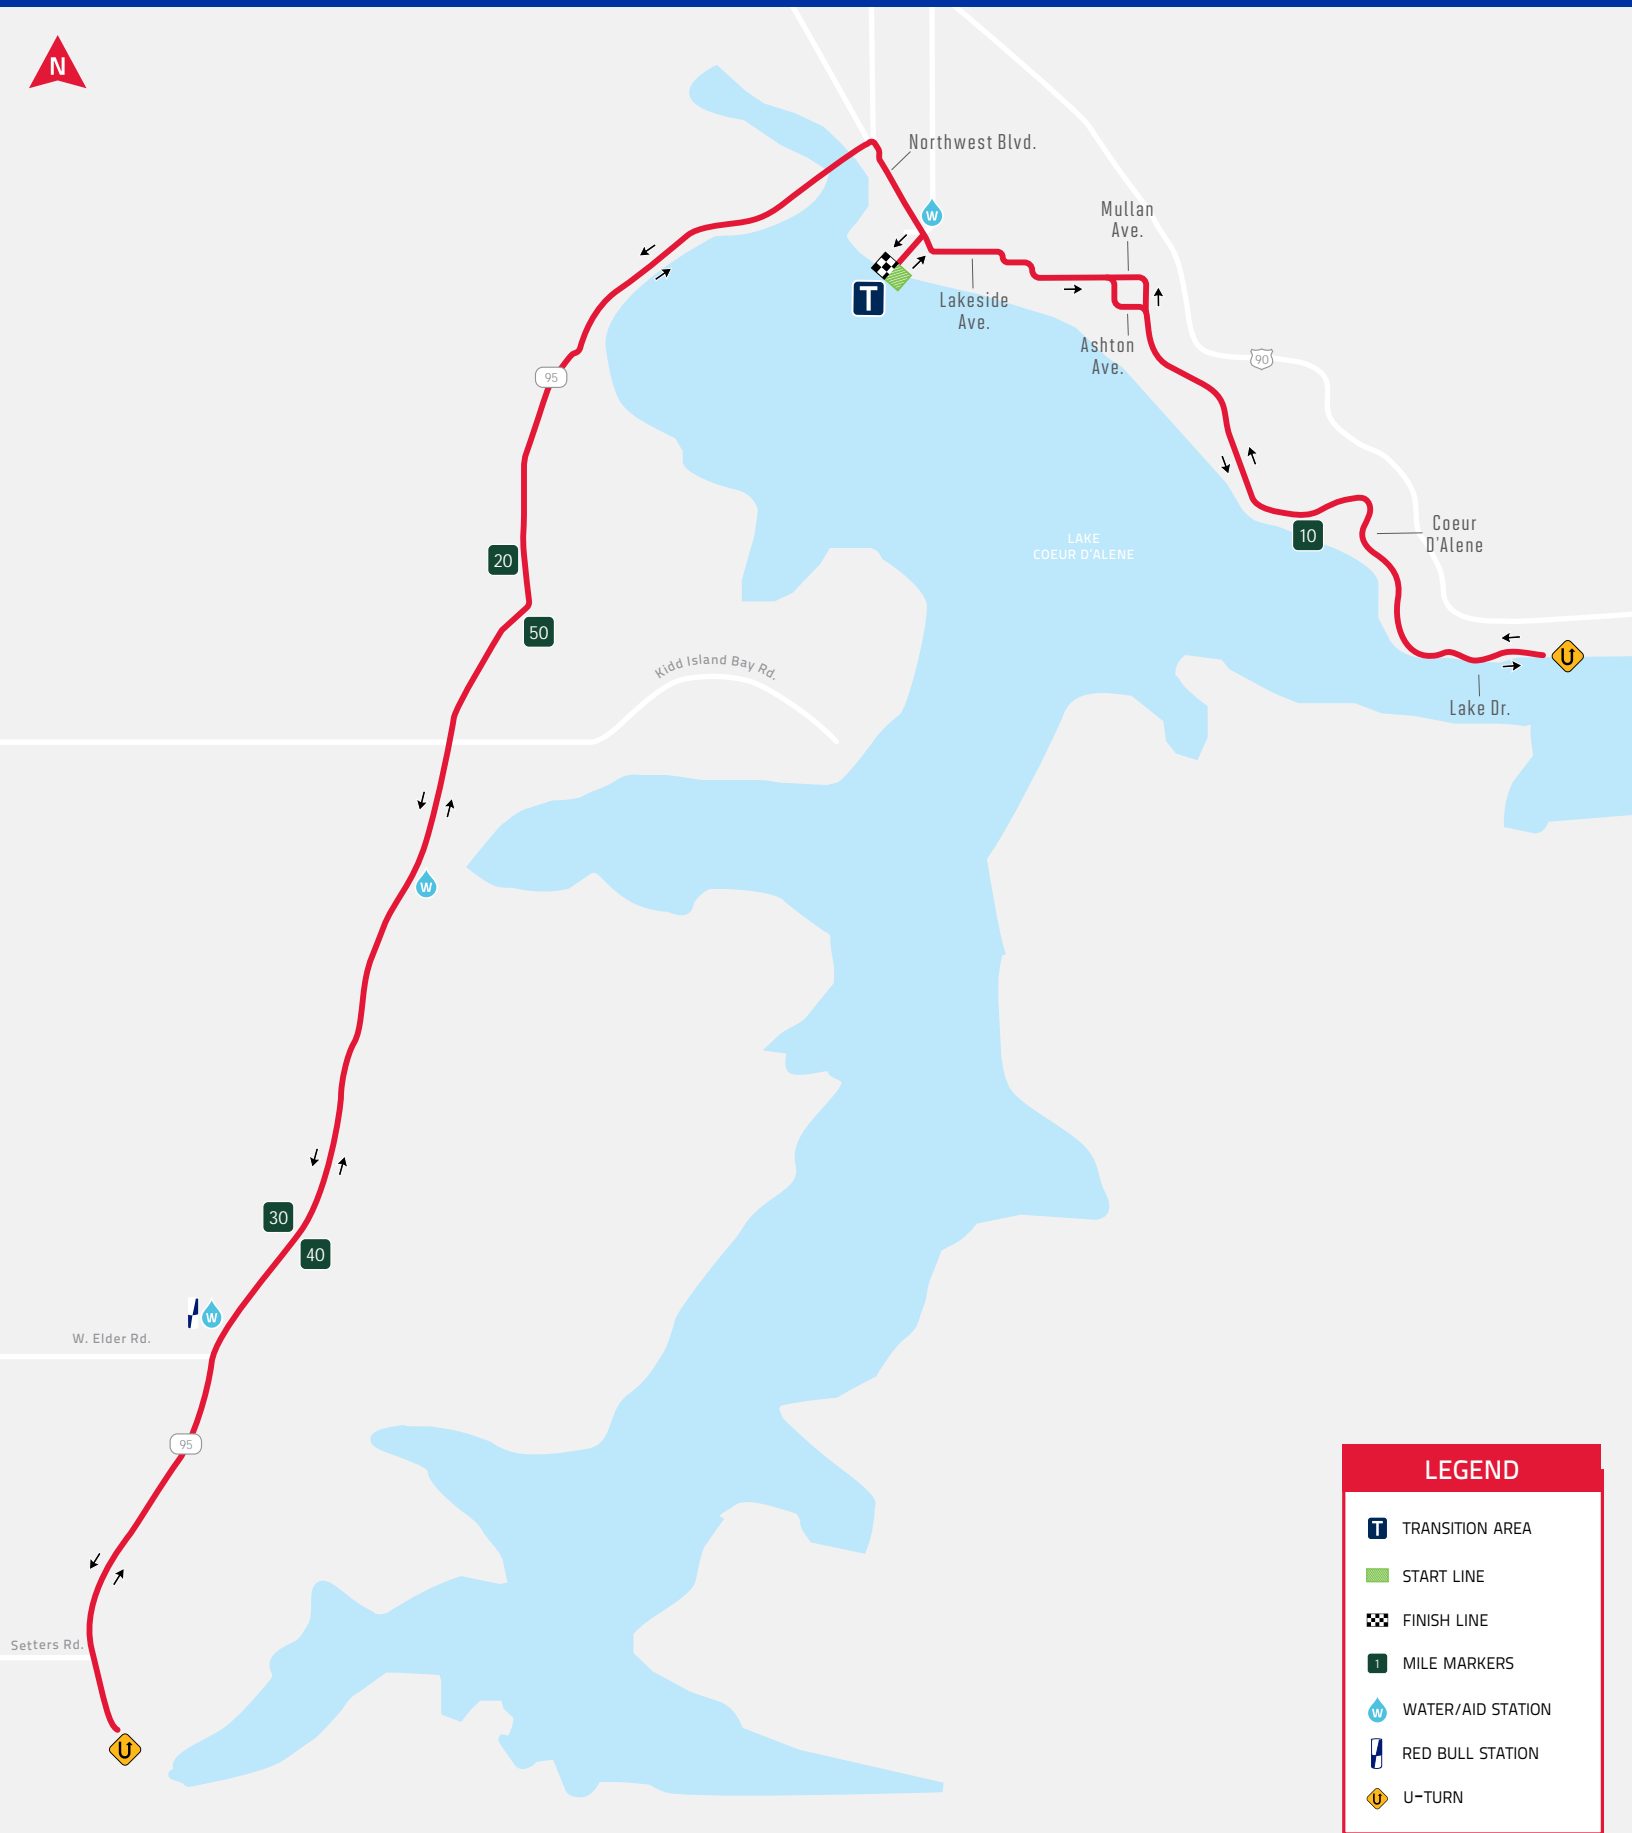 N
Northwest Blvd.
W
Mullan
Ave.
T
Lakeside
Ave.
Ashton
Ave.
90
95
LAKE
COEUR D'ALENE
10
Coeur
D'Alene
20
50
Kidd Island Bay Rd.
U
Lake Dr.
W
30
40
W
W. Elder Rd.
95
Setters Rd.
U
LEGEND
T TRANSITION AREA
START LINE
FINISH LINE
1 MILE MARKERS
W WATER/AID STATION
RED BULL STATION
U U-TURN